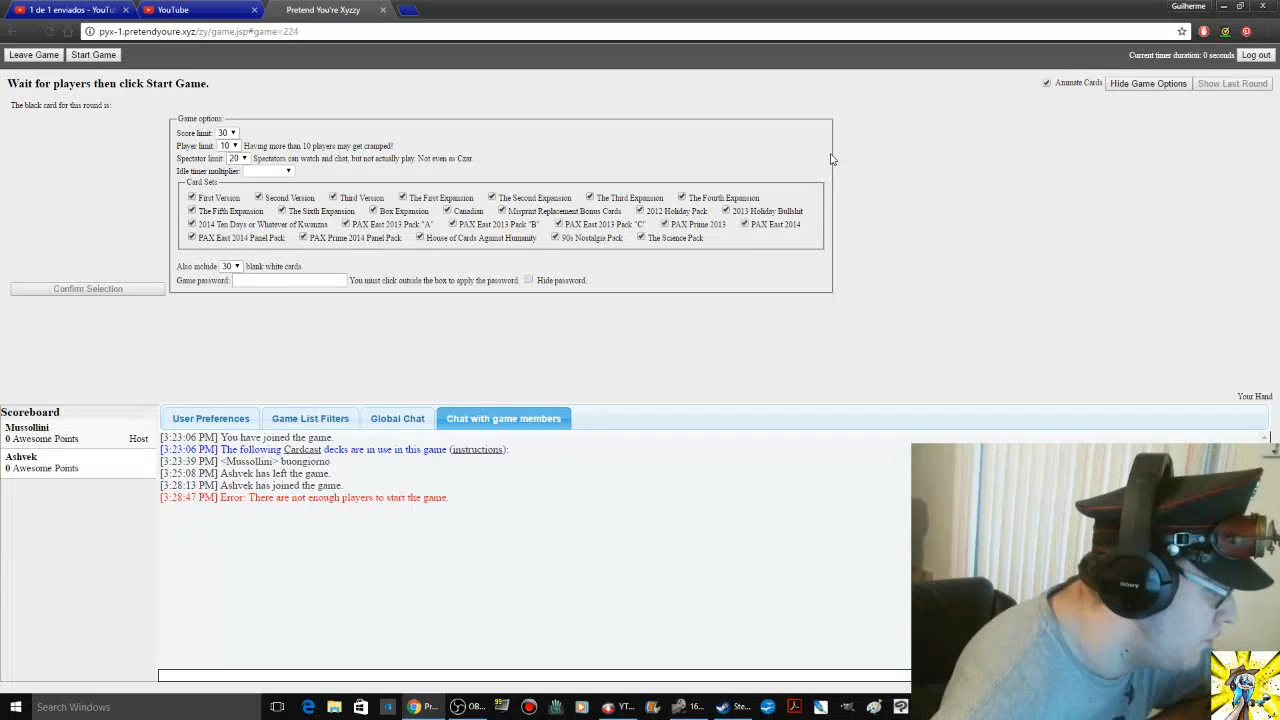 1 de 1 enviados - YouTu
YouTube
Pretend You're Xyzzy
Guilherme
pyx-1.pretendyoure.xyz/zy/game.jsp#game=224
Leave Game
Start Game
Current timer duration: 0 seconds
Log out
Wait for players then click Start Game.
Animate Cards
Hide Game Options
Show Last Round
The black card for this round is:
Game options:
Score limit: 30
Player limit: 10 Having more than 10 players may get cramped!
Spectator limit: 20 Spectators can watch and chat, but not actually play. Not even as Czar.
Idle timer multiplier:
Card Sets
First Version Second Version Third Version The First Expansion The Second Expansion The Third Expansion The Fourth Expansion
The Fifth Expansion The Sixth Expansion Box Expansion Canadian Misprint Replacement Bonus Cards 2012 Holiday Pack 2013 Holiday Bullshit
2014 Ten Days or Whatever of Kwanzaa PAX East 2013 Pack "A" PAX East 2013 Pack "B" PAX East 2013 Pack "C" PAX Prime 2013 PAX East 2014
PAX East 2014 Panel Pack PAX Prime 2014 Panel Pack House of Cards Against Humanity 90s Nostalgia Pack The Science Pack
Also include 30 blank white cards.
Game password: You must click outside the box to apply the password. Hide password.
Confirm Selection
Your Hand
Scoreboard
Mussollini
0 Awesome Points Host
Ashvek
0 Awesome Points
User Preferences
Game List Filters
Global Chat
Chat with game members
[3:23:06 PM] You have joined the game.
[3:23:06 PM] The following Cardcast decks are in use in this game (instructions):
[3:23:39 PM] <Mussollini> buongiorno
[3:25:08 PM] Ashvek has left the game.
[3:28:13 PM] Ashvek has joined the game.
[3:28:47 PM] Error: There are not enough players to start the game.
SONY
Search Windows
Pr...
OB...
YT...
16...
Ste...